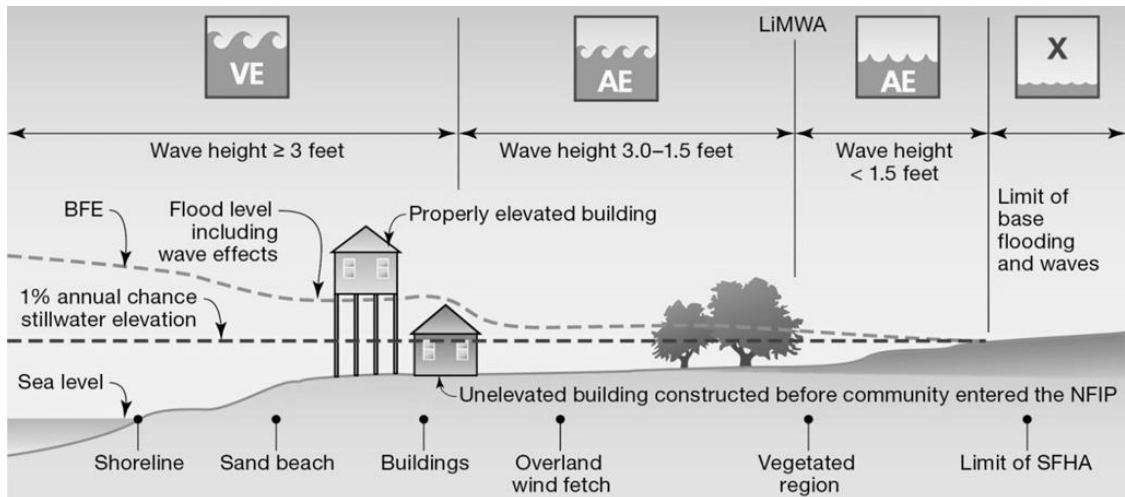 VE
AE
LiMWA
AE
X
Wave height ≥ 3 feet
Wave height 3.0–1.5 feet
Wave height
< 1.5 feet
BFE
Flood level
including
wave effects
Properly elevated building
Limit of
base
flooding
and waves
1% annual chance
stillwater elevation
Sea level
Unelevated building constructed before community entered the NFIP
Shoreline
Sand beach
Buildings
Overland
wind fetch
Vegetated
region
Limit of SFHA